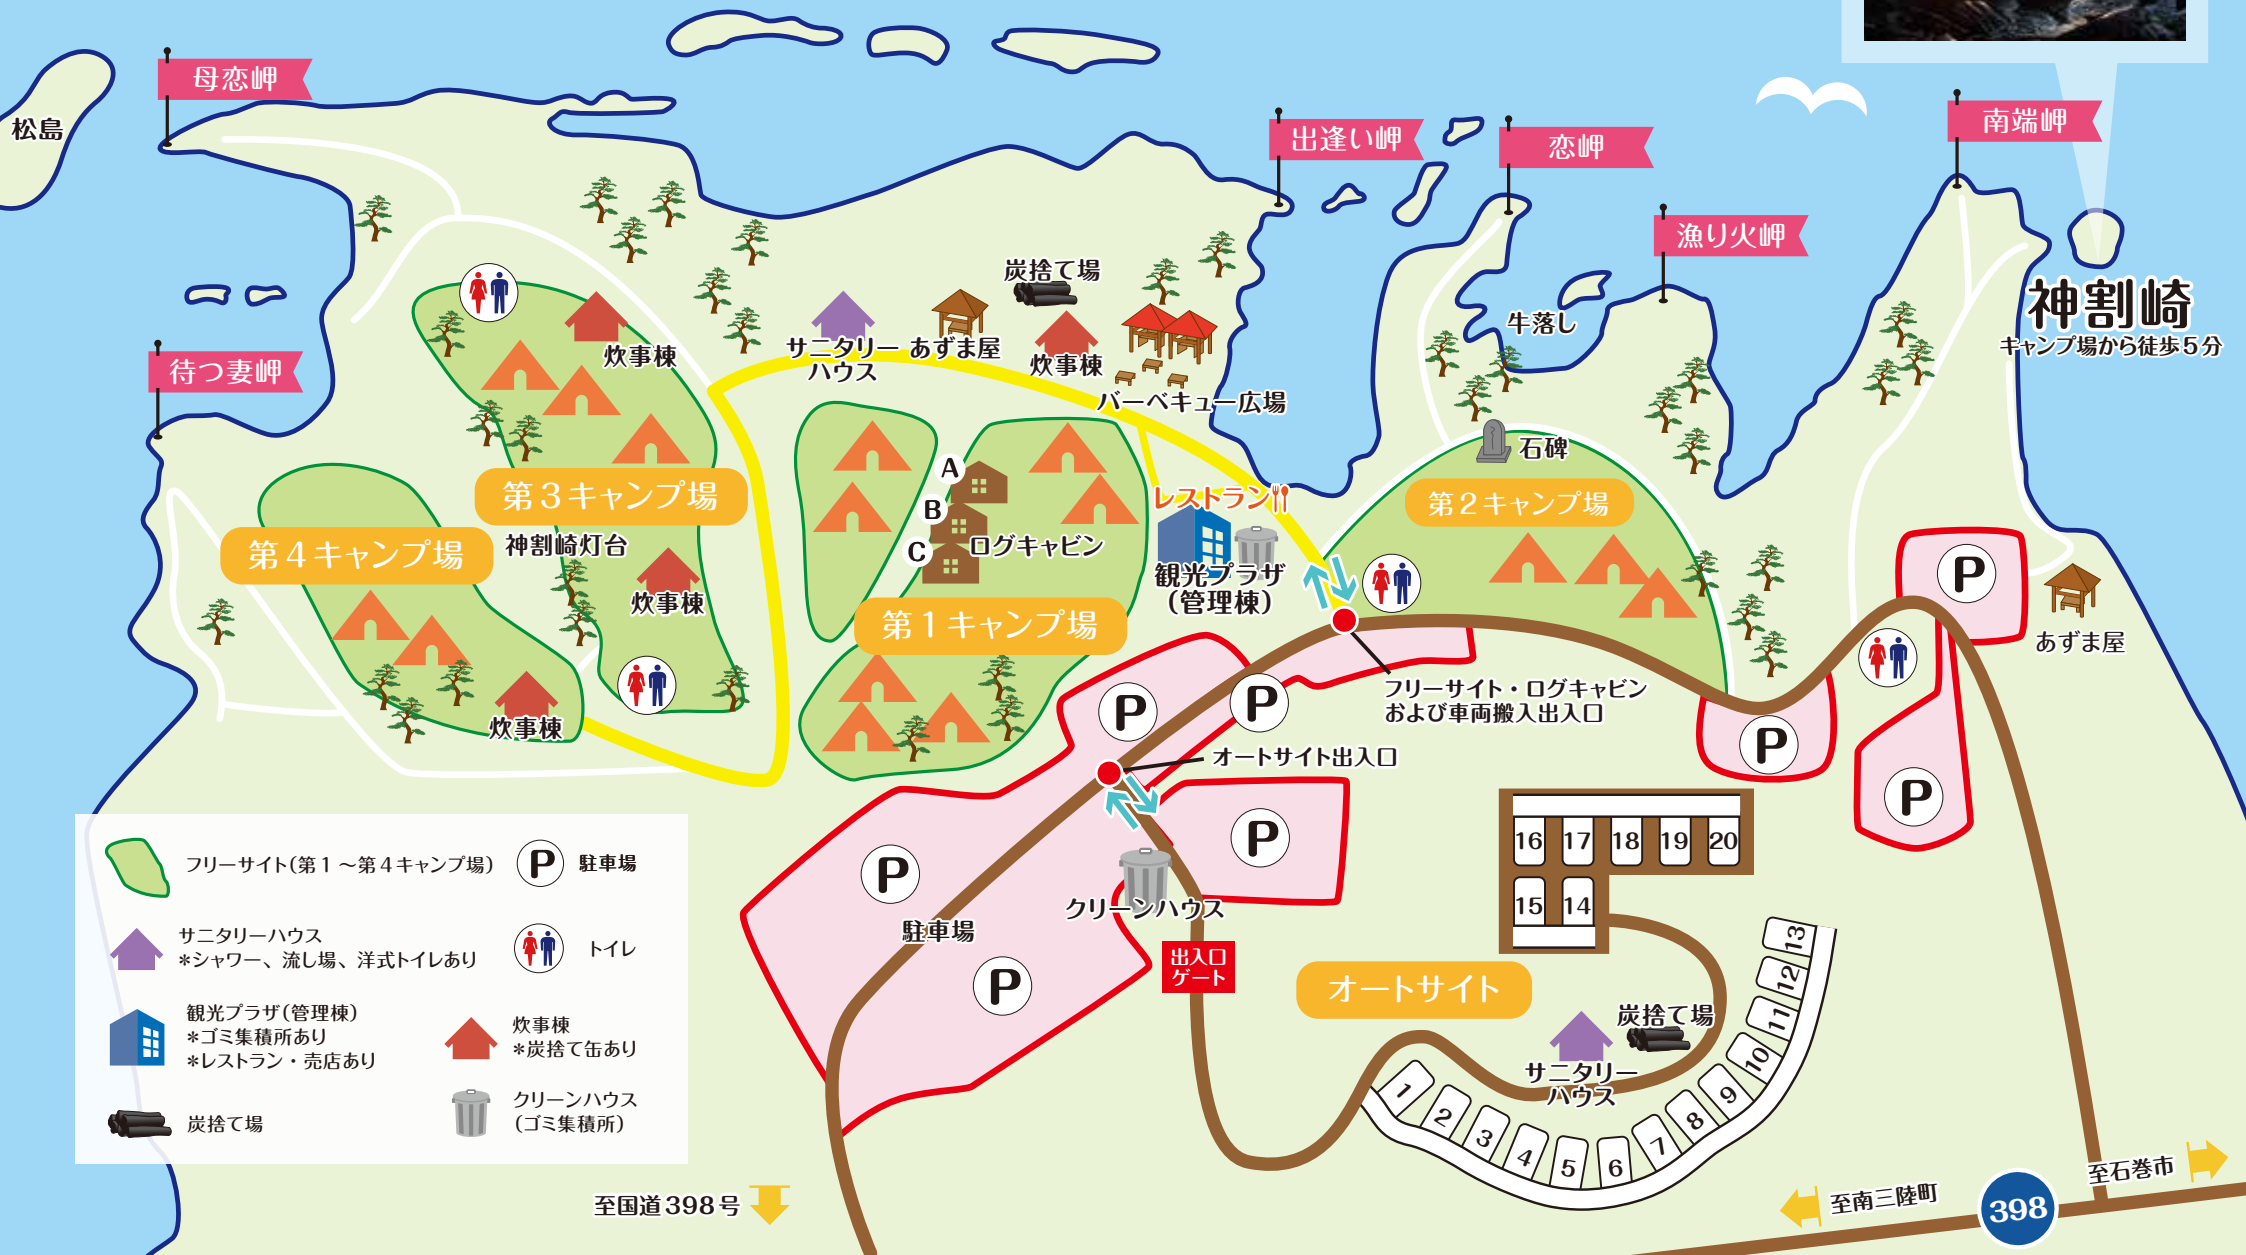 母恋岬
松島
出逢い岬
恋岬
南端岬
漁り火岬
神割崎
キャンプ場から徒歩5分
牛落し
待つ妻岬
炭捨て場
炊事棟
サニタリー
ハウス
あずま屋
炊事棟
バーベキュー広場
石碑
第3キャンプ場
神割崎灯台
炊事棟
第4キャンプ場
炊事棟
A
B
C
ログキャビン
第1キャンプ場
レストラン
観光プラザ
(管理棟)
第2キャンプ場
P
あずま屋
フリーサイト・ログキャビン
および車両搬入出入口
P
P
P
P
オートサイト出入口
P
P
クリーンハウス
駐車場
P
出入口
ゲート
オートサイト
16
17
18
19
20
15
14
13
12
11
10
9
8
7
6
5
4
3
2
1
炭捨て場
サニタリー
ハウス
フリーサイト(第1〜第4キャンプ場)
P
駐車場
サニタリーハウス
*シャワー、流し場、洋式トイレあり
トイレ
観光プラザ(管理棟)
*ゴミ集積所あり
*レストラン・売店あり
炊事棟
*炭捨て缶あり
炭捨て場
クリーンハウス
(ゴミ集積所)
至国道398号
至南三陸町
398
至石巻市